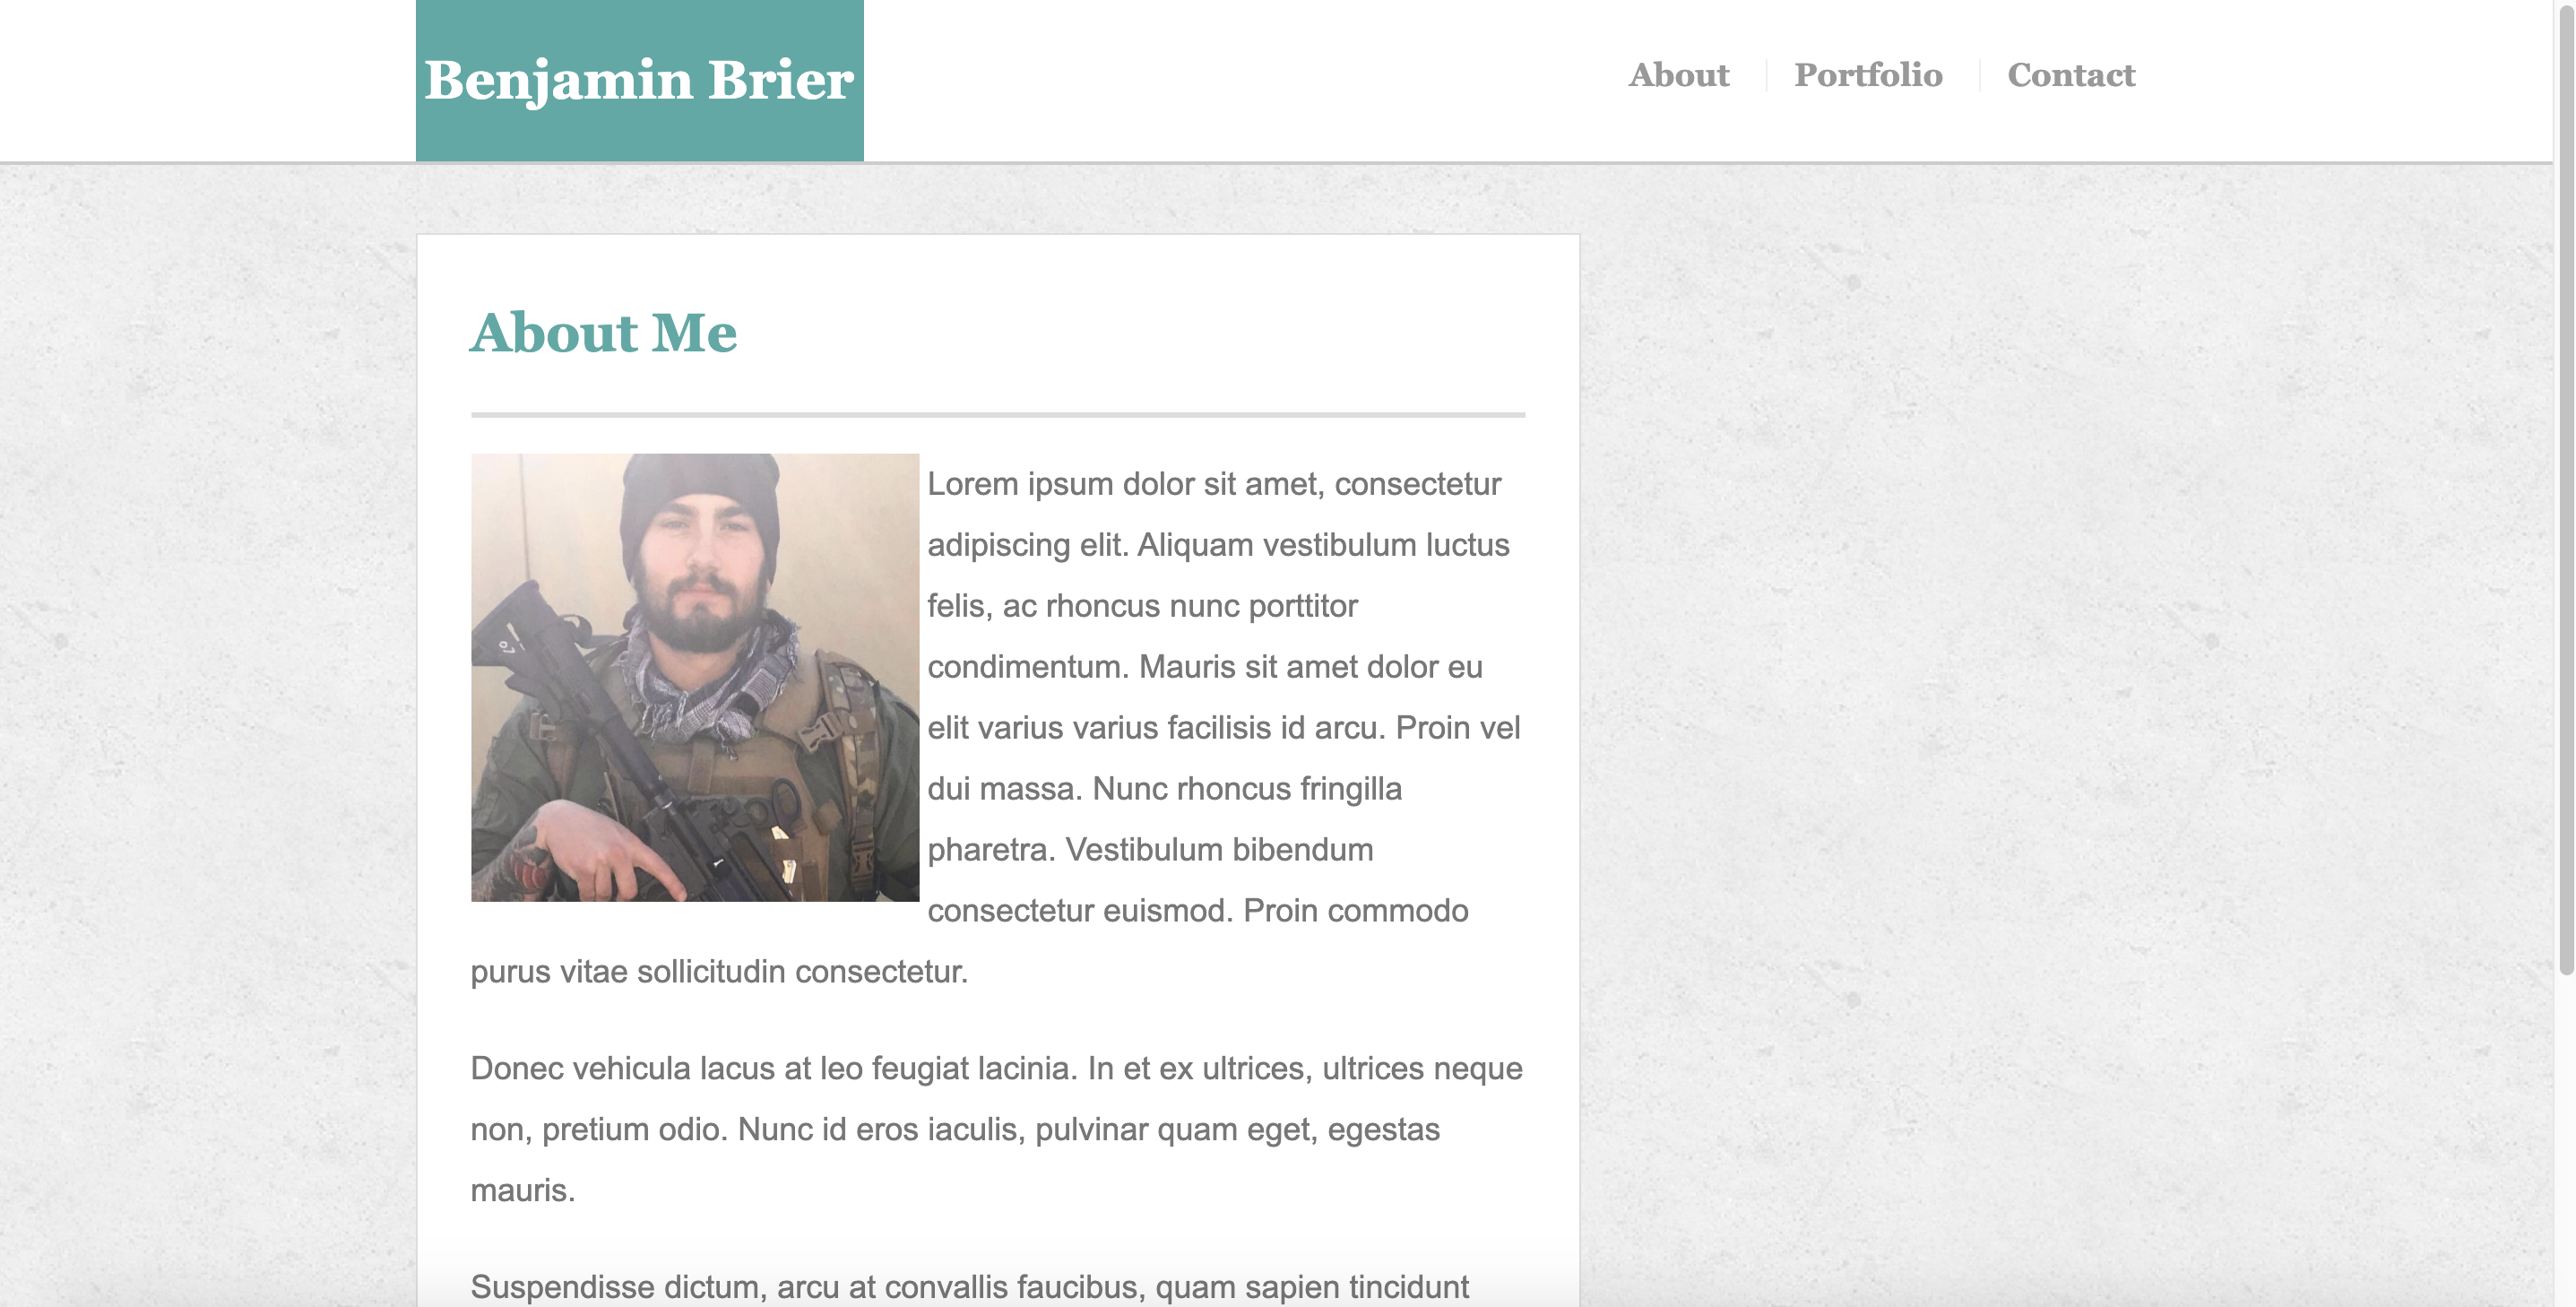 Benjamin Brier
About
Portfolio
Contact
About Me
Lorem ipsum dolor sit amet, consectetur
adipiscing elit. Aliquam vestibulum luctus
felis, ac rhoncus nunc porttitor
condimentum. Mauris sit amet dolor eu
elit varius varius facilisis id arcu. Proin vel
dui massa. Nunc rhoncus fringilla
pharetra. Vestibulum bibendum
consectetur euismod. Proin commodo
purus vitae sollicitudin consectetur.
Donec vehicula lacus at leo feugiat lacinia. In et ex ultrices, ultrices neque
non, pretium odio. Nunc id eros iaculis, pulvinar quam eget, egestas
mauris.
Suspendisse dictum, arcu at convallis faucibus, quam sapien tincidunt